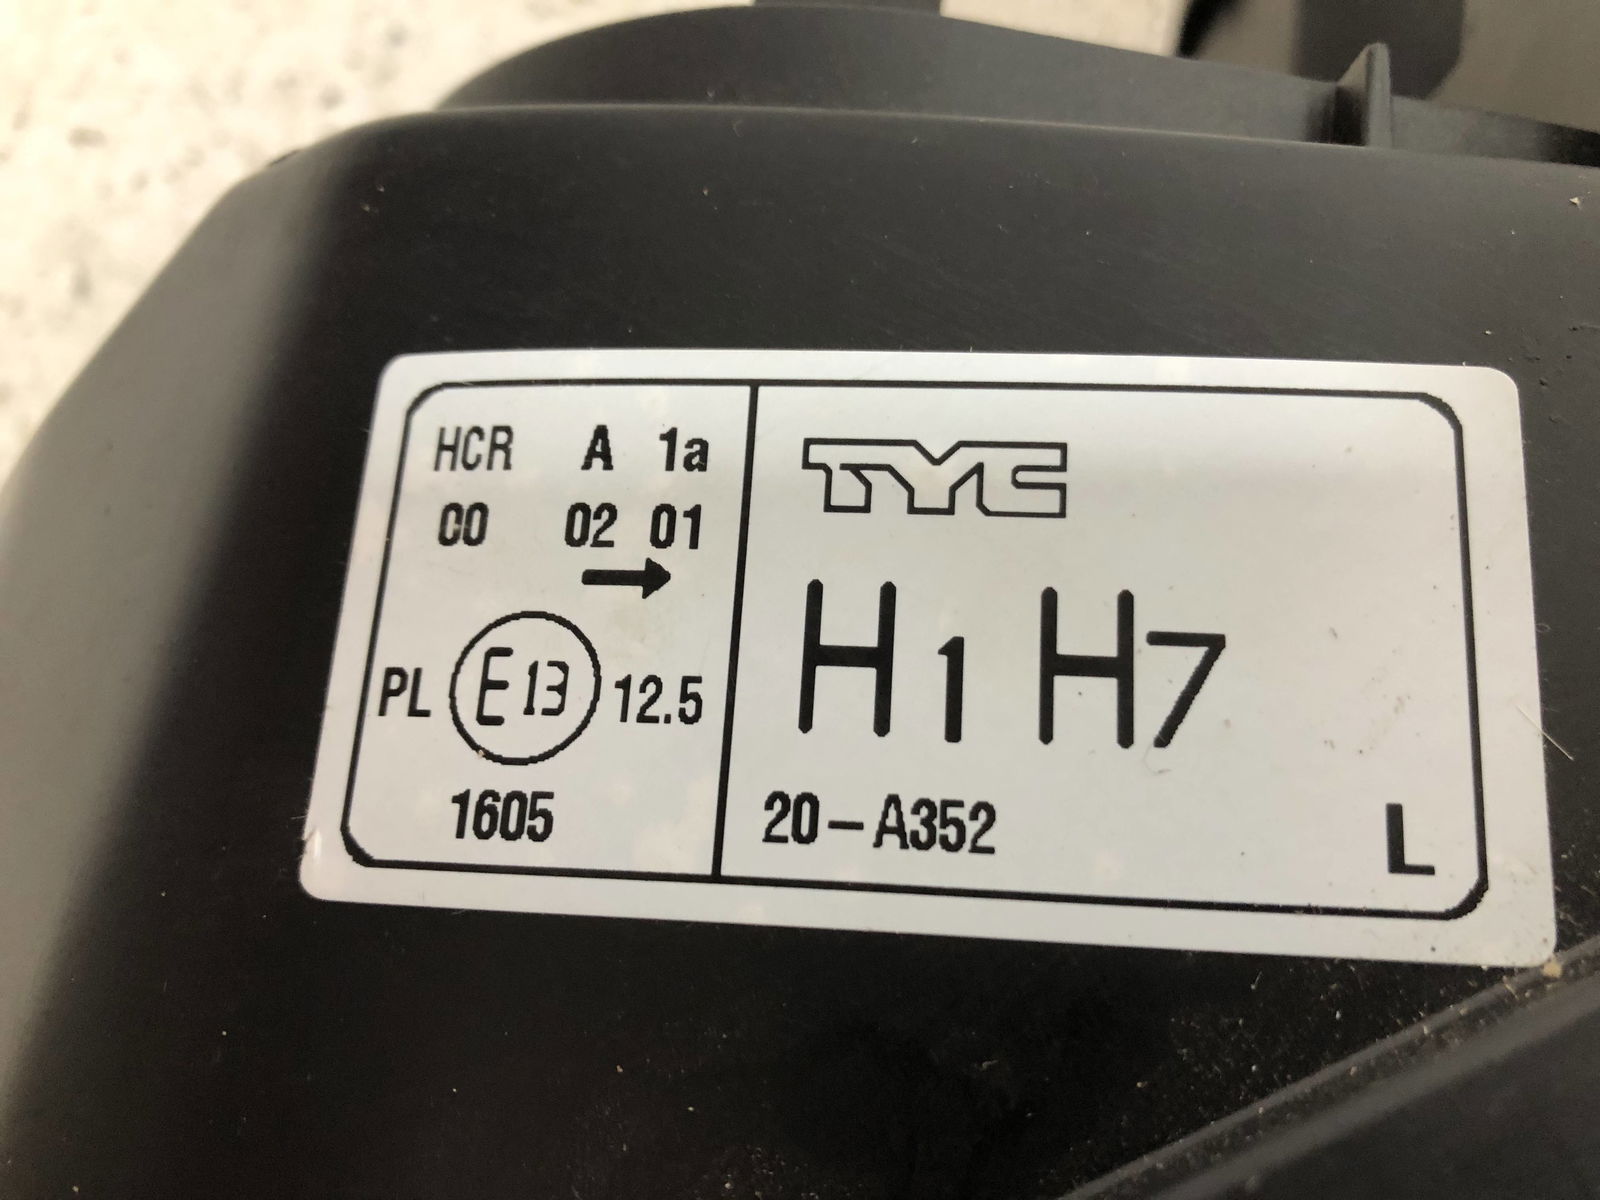 HCR A 1a
00 02 01
→
PL E13 12.5
1605
TYC
H1 H7
20-A352 L